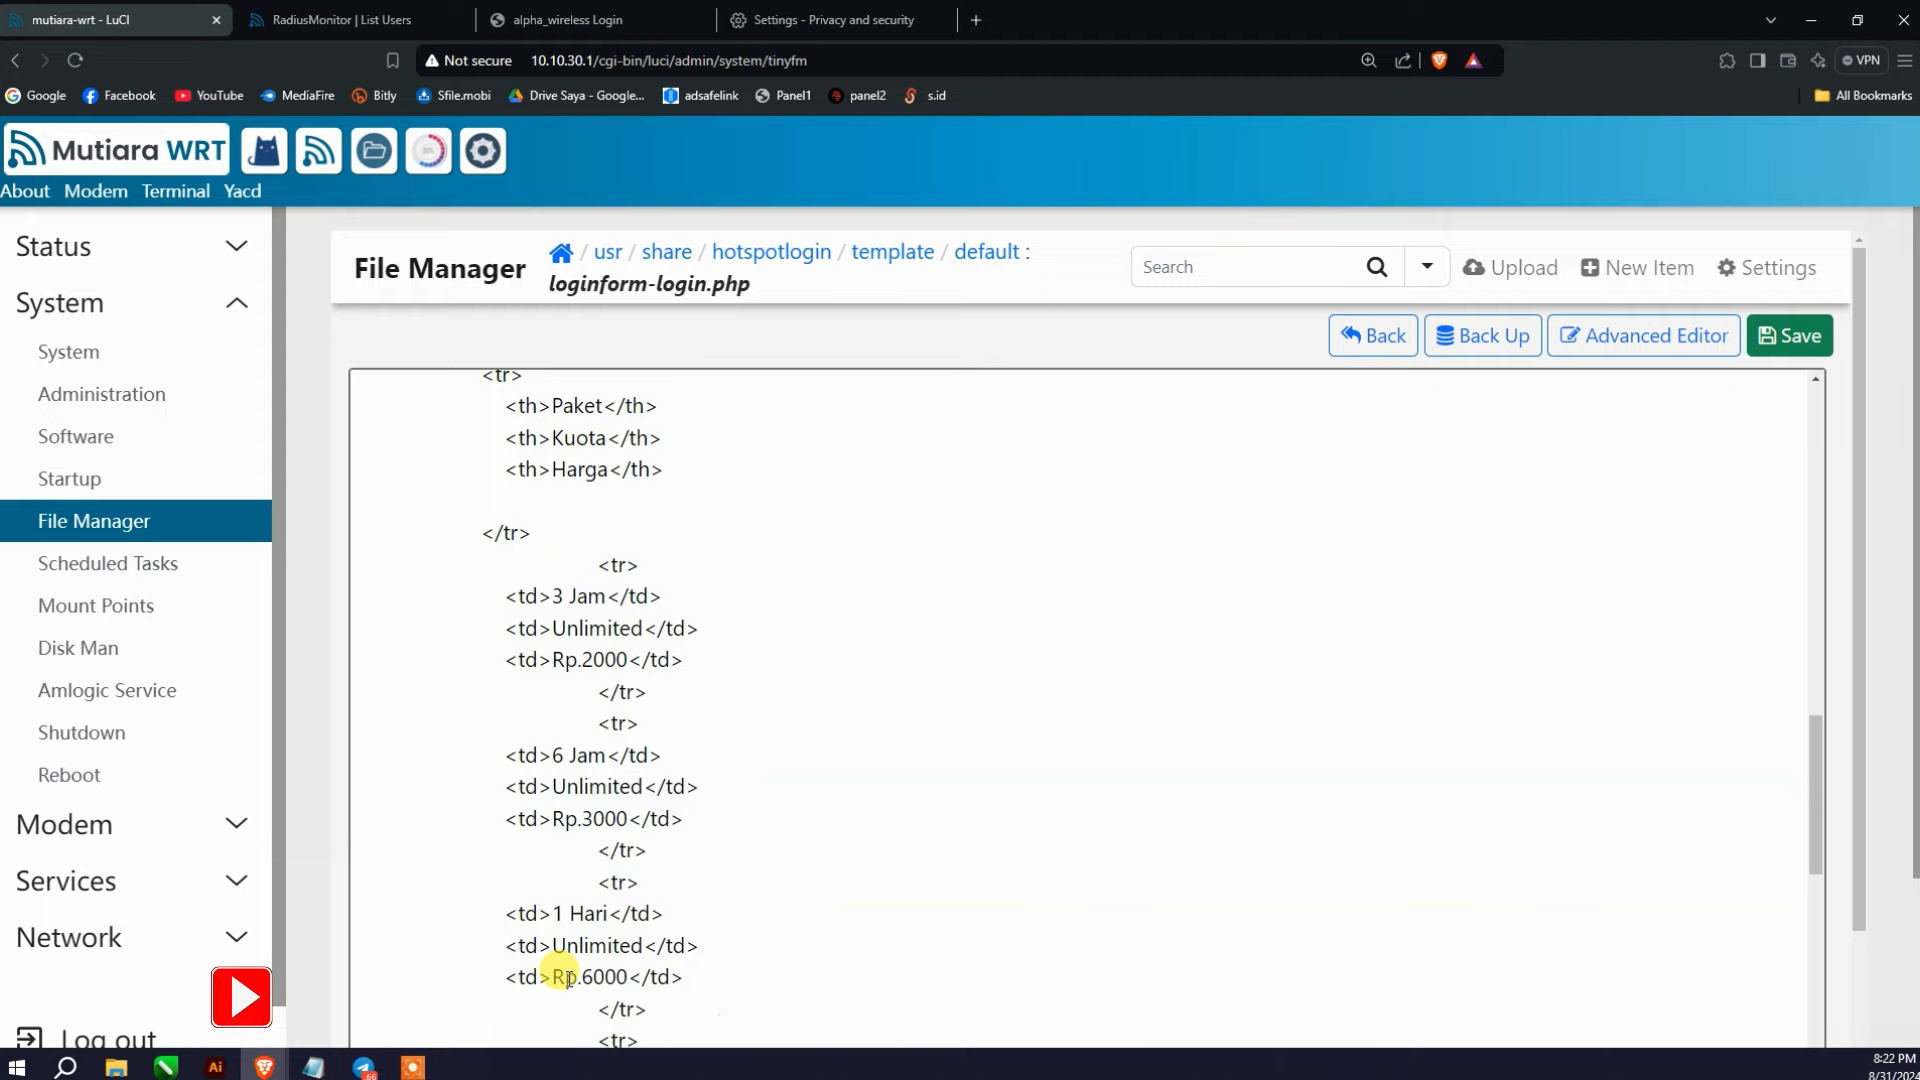 mutiara-wrt - LuCI
RadiusMonitor | List Users
alpha_wireless Login
Settings - Privacy and security
Not secure 10.10.30.1/cgi-bin/luci/admin/system/tinyfm
VPN
Google Facebook YouTube MediaFire Bitly Sfile.mobi Drive Saya - Google... adsafelink Panel1 panel2 s.id All Bookmarks
Mutiara WRT
About Modem Terminal Yacd
Status
System
System
Administration
Software
Startup
File Manager
Scheduled Tasks
Mount Points
Disk Man
Amlogic Service
Shutdown
Reboot
Modem
Services
Network
Log out
File Manager
/ usr / share / hotspotlogin / template / default :
loginform-login.php
Search
Upload New Item Settings
Back Back Up Advanced Editor Save
<tr>
<th>Paket</th>
<th>Kuota</th>
<th>Harga</th>
</tr>
<tr>
<td>3 Jam</td>
<td>Unlimited</td>
<td>Rp.2000</td>
</tr>
<tr>
<td>6 Jam</td>
<td>Unlimited</td>
<td>Rp.3000</td>
</tr>
<tr>
<td>1 Hari</td>
<td>Unlimited</td>
<td>Rp.6000</td>
</tr>
<tr>
Ai
8:22 PM
8/31/2024